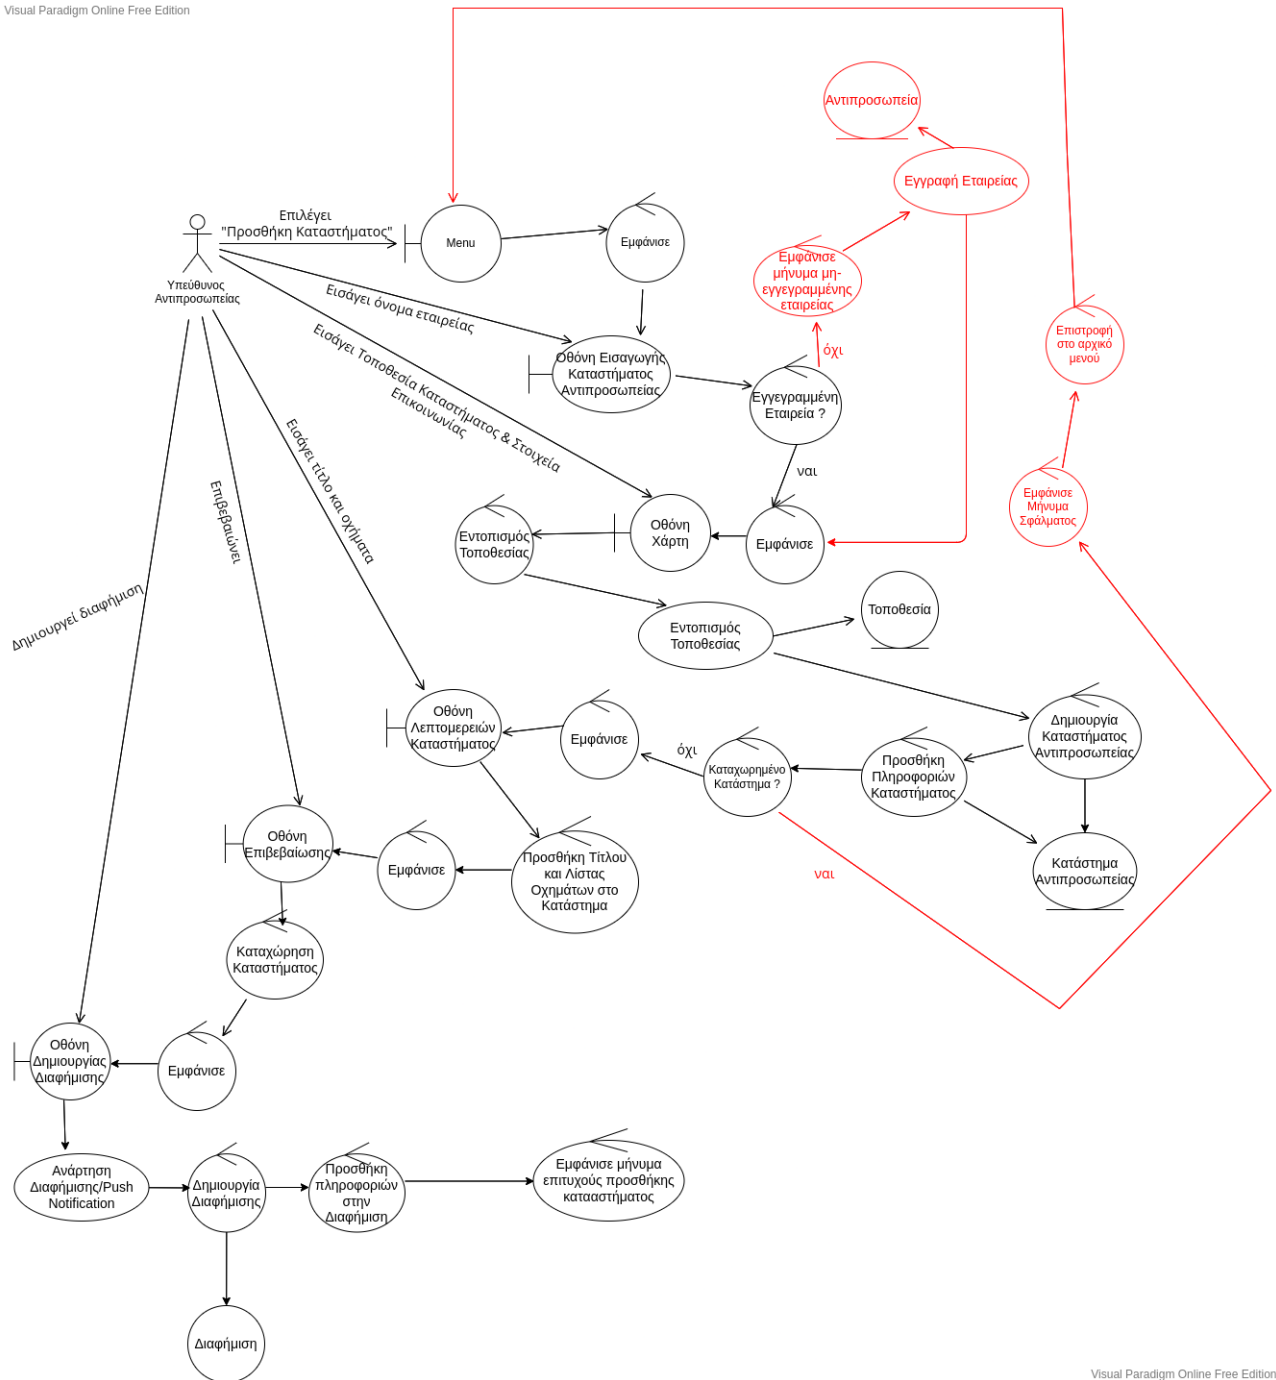 Visual Paradigm Online Free Edition
Αντιπροσωπεία
Εγγραφή Εταιρείας
Επιλέγει
"Προσθήκη Καταστήματος"
Menu
Εμφάνισε
Υπεύθυνος
Αντιπροσωπείας
Εμφάνισε
μήνυμα μη-
εγγεγραμμένης
εταιρείας
Εισάγει όνομα εταιρείας
Επιστροφή
στο αρχικό
μενού
όχι
Οθόνη Εισαγωγής
Καταστήματος
Αντιπροσωπείας
Εγγεγραμμένη
Εταιρεία ?
Εισάγει Τοποθεσία Καταστήματος & Στοιχεία
Επικοινωνίας
ναι
Εισάγει τίτλο και οχήματα
Επιβεβαιώνει
Εμφάνισε
Μήνυμα
Σφάλματος
Οθόνη
Χάρτη
Εμφάνισε
Εντοπισμός
Τοποθεσίας
Δημιουργεί διαφήμιση
Τοποθεσία
Εντοπισμός
Τοποθεσίας
Οθόνη
Λεπτομερειών
Καταστήματος
Εμφάνισε
όχι
Καταχωρημένο
Κατάστημα ?
Προσθήκη
Πληροφοριών
Καταστήματος
Δημιουργία
Καταστήματος
Αντιπροσωπείας
Οθόνη
Επιβεβαίωσης
Εμφάνισε
Προσθήκη Τίτλου
και Λίστας
Οχημάτων στο
Κατάστημα
ναι
Κατάστημα
Αντιπροσωπείας
Καταχώρηση
Καταστήματος
Οθόνη
Δημιουργίας
Διαφήμισης
Εμφάνισε
Ανάρτηση
Διαφήμισης/Push
Notification
Δημιουργία
Διαφήμισης
Προσθήκη
πληροφοριών
στην
Διαφήμιση
Εμφάνισε μήνυμα
επιτυχούς προσθήκης
κατααστήματος
Διαφήμιση
Visual Paradigm Online Free Edition